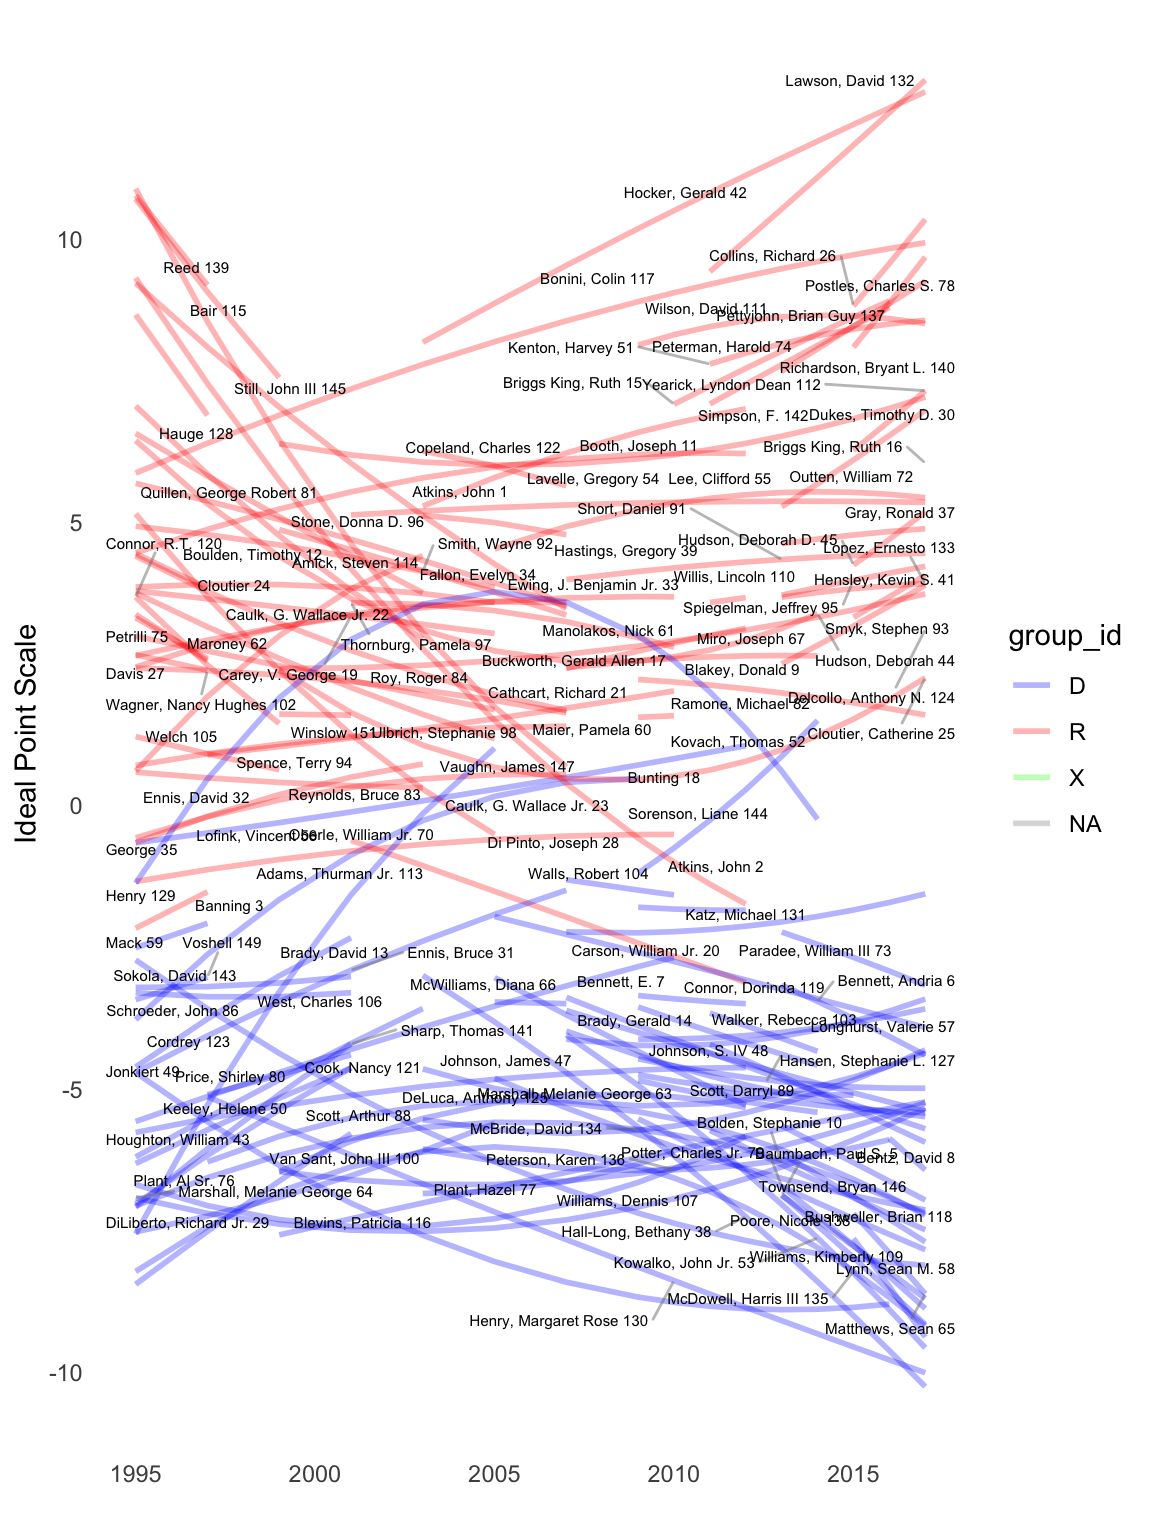 Lawson, David 132
Hocker, Gerald 42
10
Collins, Richard 26
Reed 139
Bonini, Colin 117
Postles, Charles S. 78
Bair 115
Wilson, David 111
Pettyjohn, Brian Guy 137
Kenton, Harvey 51
Peterman, Harold 74
Richardson, Bryant L. 140
Briggs King, Ruth 15
Yearick, Lyndon Dean 112
Still, John III 145
Simpson, F. 142
Dukes, Timothy D. 30
Hauge 128
Copeland, Charles 122
Booth, Joseph 11
Briggs King, Ruth 16
Lavelle, Gregory 54
Lee, Clifford 55
Outten, William 72
Quillen, George Robert 81
Atkins, John 1
Short, Daniel 91
Gray, Ronald 37
5
Stone, Donna D. 96
Connor, R.T. 120
Smith, Wayne 92
Hudson, Deborah D. 45
Lopez, Ernesto 133
Boulden, Timothy 12
Hastings, Gregory 39
Amick, Steven 114
Fallon, Evelyn 34
Willis, Lincoln 110
Hensley, Kevin S. 41
Cloutier 24
Ewing, J. Benjamin Jr. 33
Caulk, G. Wallace Jr. 22
Spiegelman, Jeffrey 95
Smyk, Stephen 93
Manolakos, Nick 61
Petrilli 75
Maroney 62
Thornburg, Pamela 97
Miro, Joseph 67
group_id
Buckworth, Gerald Allen 17
Blakey, Donald 9
Hudson, Deborah 44
Davis 27
Carey, V. George 19
Roy, Roger 84
D
Cathcart, Richard 21
Delcollo, Anthony N. 124
Wagner, Nancy Hughes 102
Ramone, Michael 82
Winslow 151
Ulbrich, Stephanie 98
Maier, Pamela 60
R
Welch 105
Kovach, Thomas 52
Cloutier, Catherine 25
Ideal Point Scale
Spence, Terry 94
Vaughn, James 147
Bunting 18
X
Ennis, David 32
Reynolds, Bruce 83
0
Caulk, G. Wallace Jr. 23
Sorenson, Liane 144
NA
Lofink, Vincent 56
Oberle, William Jr. 70
Di Pinto, Joseph 28
George 35
Adams, Thurman Jr. 113
Walls, Robert 104
Atkins, John 2
Henry 129
Banning 3
Katz, Michael 131
Mack 59
Voshell 149
Brady, David 13
Ennis, Bruce 31
Carson, William Jr. 20
Paradee, William III 73
Sokola, David 143
McWilliams, Diana 66
Bennett, E. 7
Connor, Dorinda 119
Bennett, Andria 6
West, Charles 106
Schroeder, John 86
Brady, Gerald 14
Walker, Rebecca 103
Longhurst, Valerie 57
Sharp, Thomas 141
Cordrey 123
Johnson, S. IV 48
Jonkiert 49
Price, Shirley 80
Cook, Nancy 121
Johnson, James 47
Hansen, Stephanie L. 127
-5
DeLuca, Anthony 125
Marshall, Melanie George 63
Scott, Darryl 89
Keeley, Helene 50
Scott, Arthur 88
McBride, David 134
Bolden, Stephanie 10
Houghton, William 43
Van Sant, John III 100
Peterson, Karen 136
Potter, Charles Jr. 79
Baumbach, Paul S. 5
Bentz, David 8
Plant, Al Sr. 76
Marshall, Melanie George 64
Plant, Hazel 77
Williams, Dennis 107
Townsend, Bryan 146
DiLiberto, Richard Jr. 29
Blevins, Patricia 116
Hall-Long, Bethany 38
Poore, Nicole 138
Bushweller, Brian 118
Kowalko, John Jr. 53
Williams, Kimberly 109
Lynn, Sean M. 58
McDowell, Harris III 135
Henry, Margaret Rose 130
Matthews, Sean 65
-10
1995 2000 2005 2010 2015